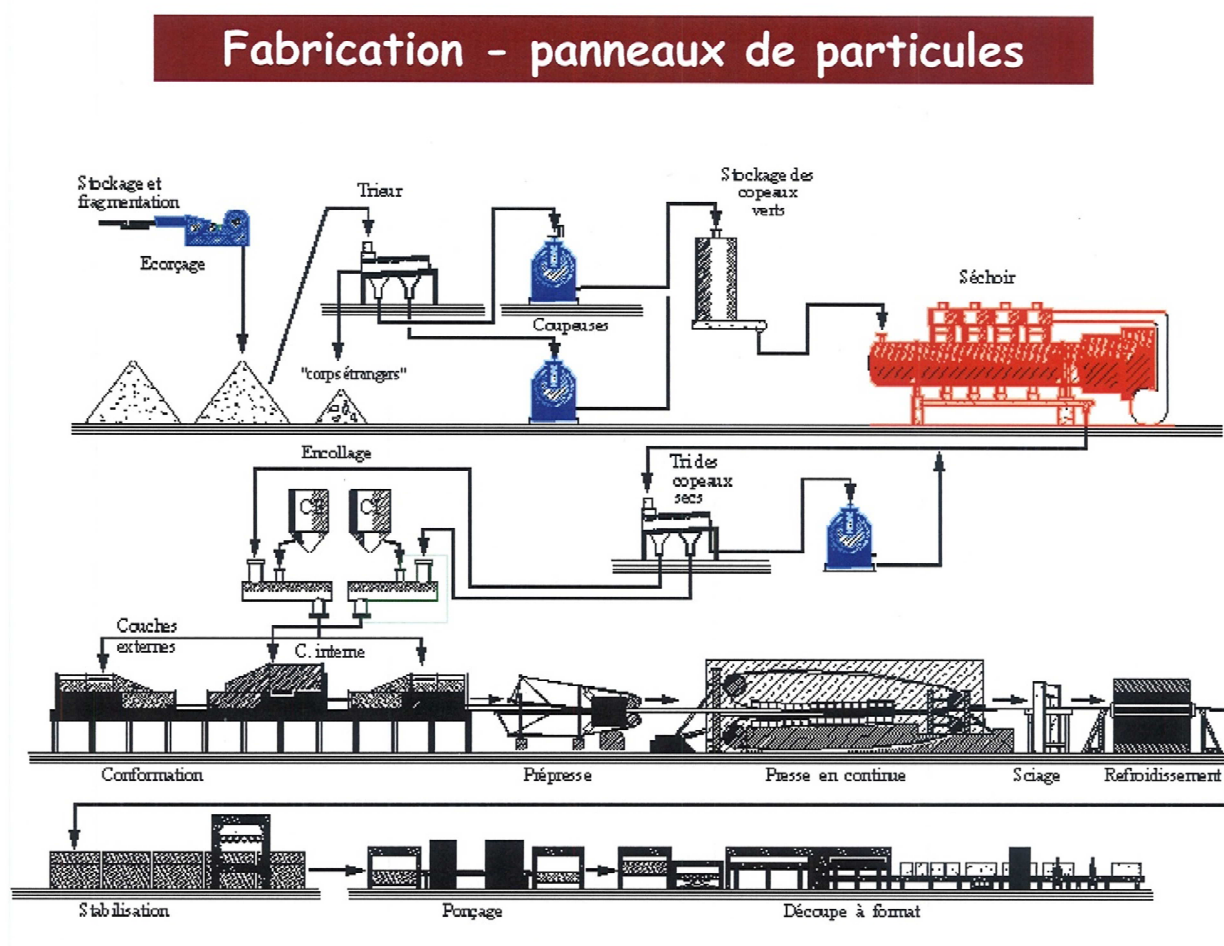 Fabrication - panneaux de particules
Stockage et
fragmentation
Ecorçage
Trieur
"corps étrangers"
Coupeuses
Stockage des
copeaux
verts
Séchoir
Encollage
CE
CI
Tri des
copeaux
secs
Couches
externes
C. interne
Conformation
Prépresse
Presse en continue
Sciage
Refroidissement
Stabilisation
Ponçage
Découpe à format